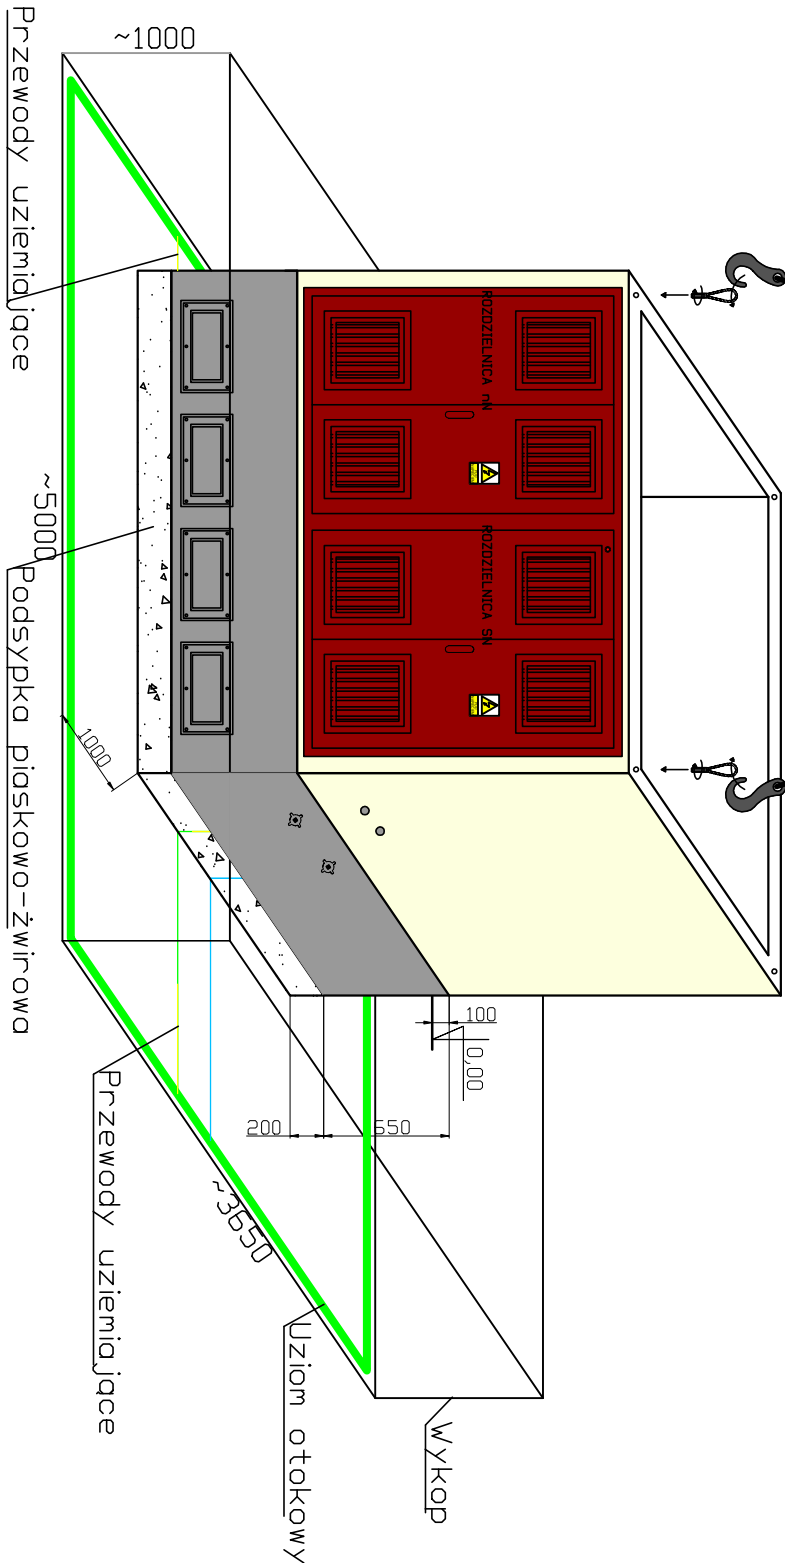 Przewody uziemiające
~1000
~5000
Podsypka piaskowo-żwirowa
1000
ROZDZIELNICA nN
ROZDZIELNICA SN
100
0,00
200
650
~3650
Przewody uziemiające
Uziom otokowy
Wykop